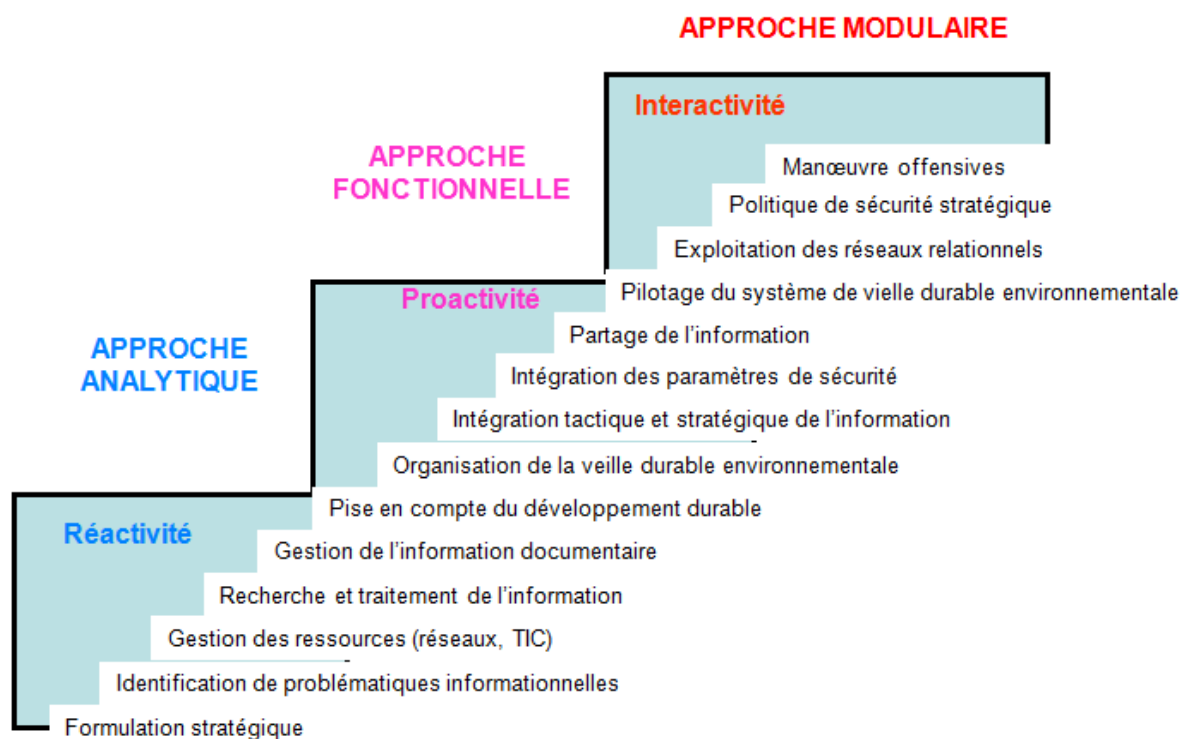 APPROCHE MODULAIRE
Interactivité
APPROCHE
FONCTIONNELLE
Manœuvre offensives
Politique de sécurité stratégique
Exploitation des réseaux relationnels
Proactivité
Pilotage du système de vielle durable environnementale
Partage de l'information
APPROCHE
ANALYTIQUE
Intégration des paramètres de sécurité
Intégration tactique et stratégique de l'information
Organisation de la veille durable environnementale
Pise en compte du développement durable
Réactivité
Gestion de l'information documentaire
Recherche et traitement de l'information
Gestion des ressources (réseaux, TIC)
Identification de problématiques informationnelles
Formulation stratégique